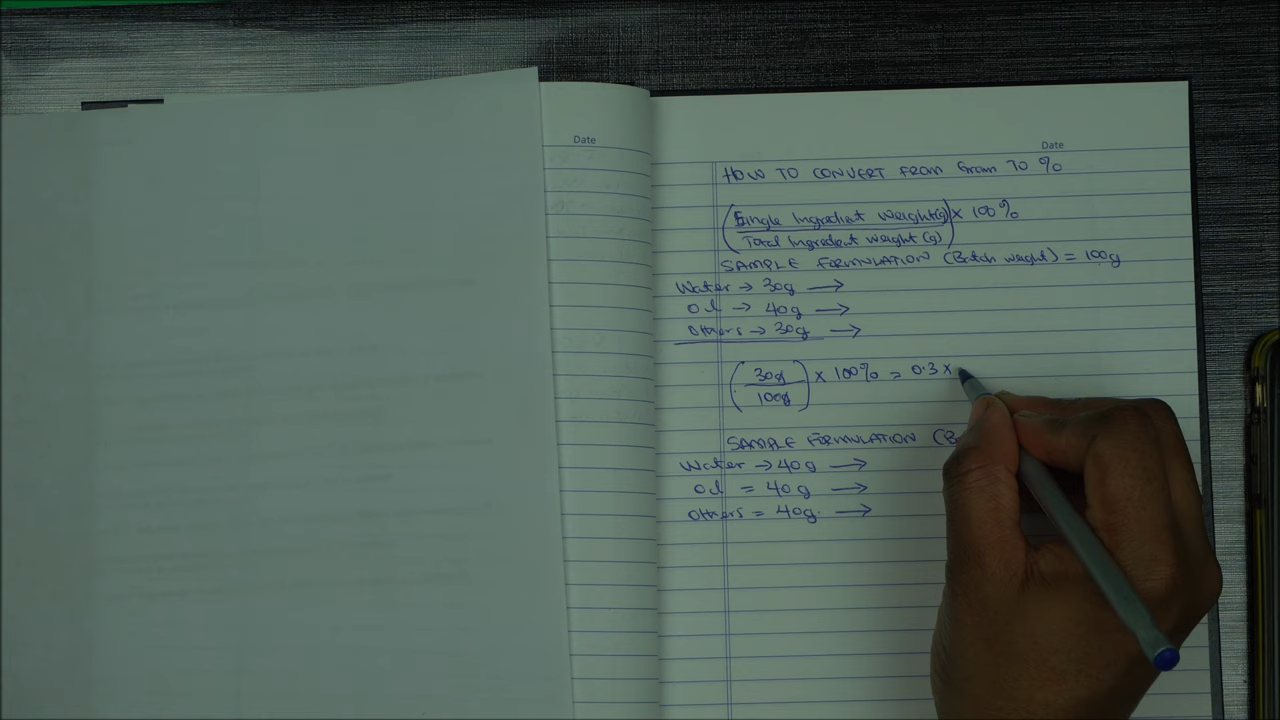 Date
Date
HOW TO CONVERT FROM Gram TO %
(Single Ingredient Weight(g) / Total Ingredient weight (g)) × 100%
SAMPLE FORMULATION (Batch weight) = 100g
Water → 30g →
Oil → 40g →
Others → 30g →
(30g / 100g) × 100% = 0.3 ×
SAMPLE FORMULATION (B
Water → 40g →
Oil = 40g →
Others = 40g. →